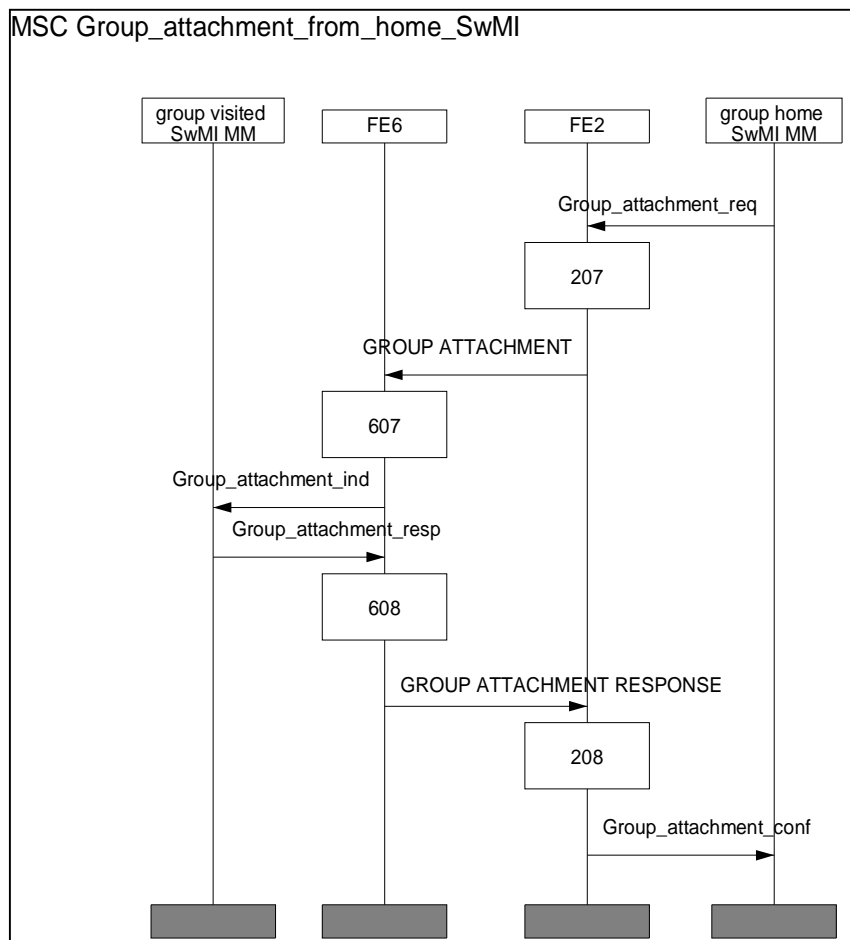 MSC Group_attachment_from_home_SwMI
group visited
SwMI MM
FE6
FE2
group home
SwMI MM
Group_attachment_req
207
GROUP ATTACHMENT
607
Group_attachment_ind
Group_attachment_resp
608
GROUP ATTACHMENT RESPONSE
208
Group_attachment_conf